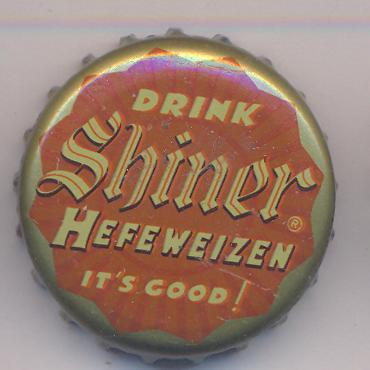 DRINK
Shiner®
HEFEWEIZEN
IT'S GOOD!